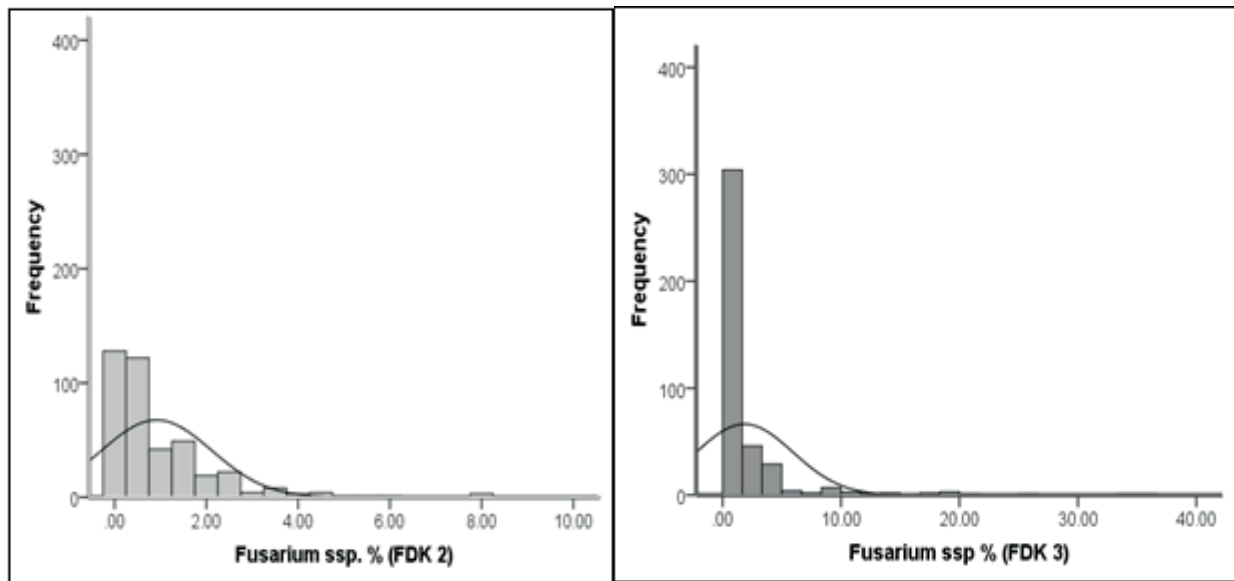 400
300
200
100
0
Frequency
.00 2.00 4.00 6.00 8.00 10.00
Fusarium ssp. % (FDK 2)
400
300
200
100
0
Frequency
.00 10.00 20.00 30.00 40.00
Fusarium ssp % (FDK 3)